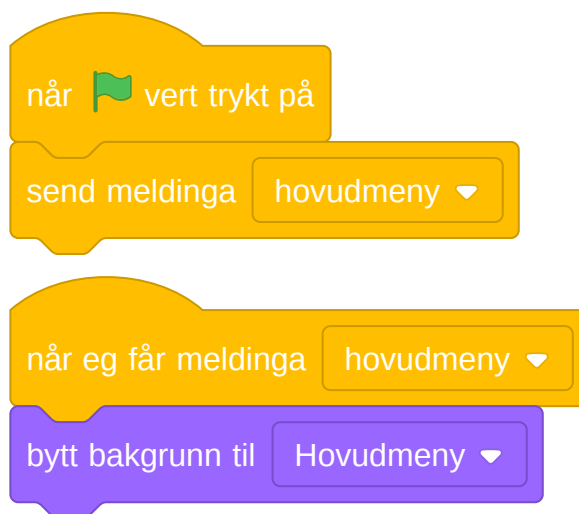 når vert trykt på
send meldinga hovudmeny
når eg får meldinga hovudmeny
bytt bakgrunn til Hovudmeny